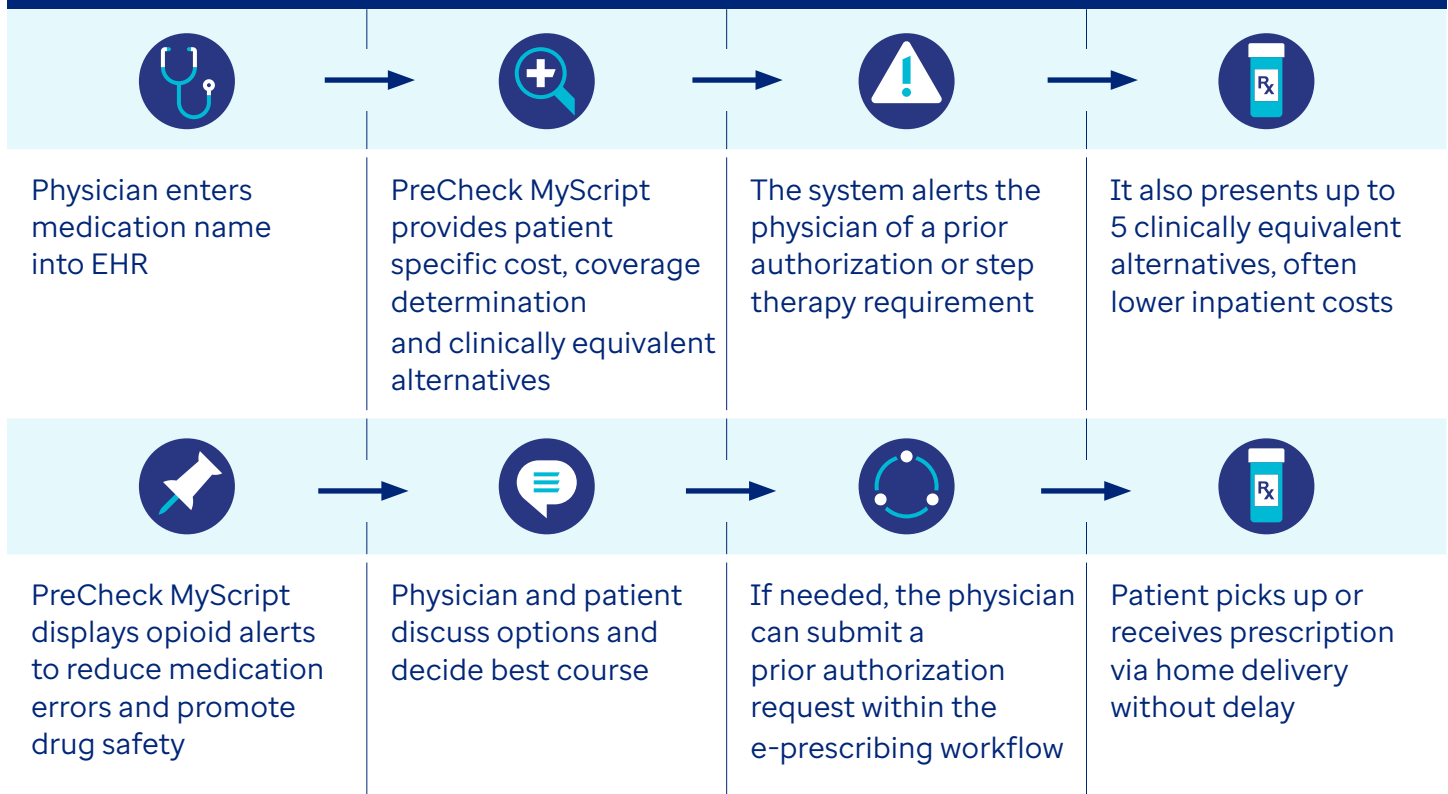 Rx
Physician enters
medication name
into EHR
PreCheck MyScript
provides patient
specific cost, coverage
determination
and clinically equivalent
alternatives
The system alerts the
physician of a prior
authorization or step
therapy requirement
It also presents up to
5 clinically equivalent
alternatives, often
lower inpatient costs
Rx
PreCheck MyScript
displays opioid alerts
to reduce medication
errors and promote
drug safety
Physician and patient
discuss options and
decide best course
If needed, the physician
can submit a
prior authorization
request within the
e-prescribing workflow
Patient picks up or
receives prescription
via home delivery
without delay